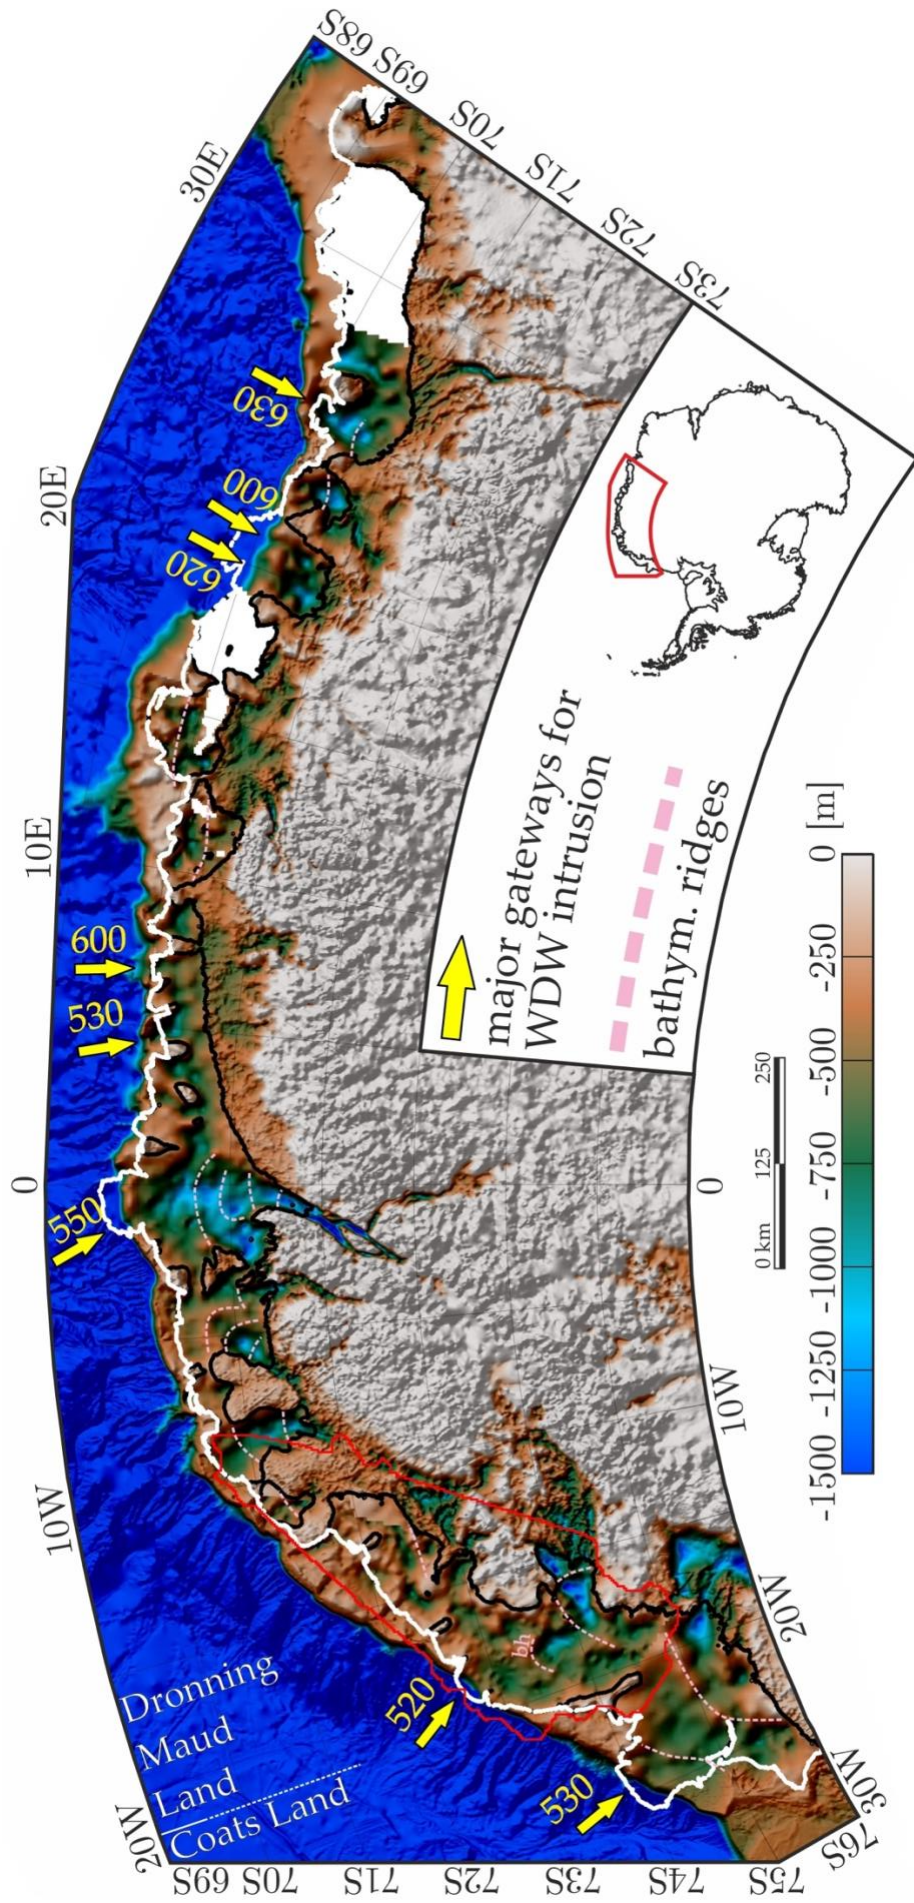 20W
10W
0
10E
20E
30E
68S
69S
70S
71S
72S
73S
Dronning
Maud
Land
Coats Land
530
520
550
530
600
620
600
630
bh
69S
70S
71S
72S
73S
74S
75S
76S
30W
20W
10W
0
major gateways for
WDW intrusion
bathym. ridges
0 km 125 250
-1500 -1250 -1000 -750 -500 -250 0 [m]